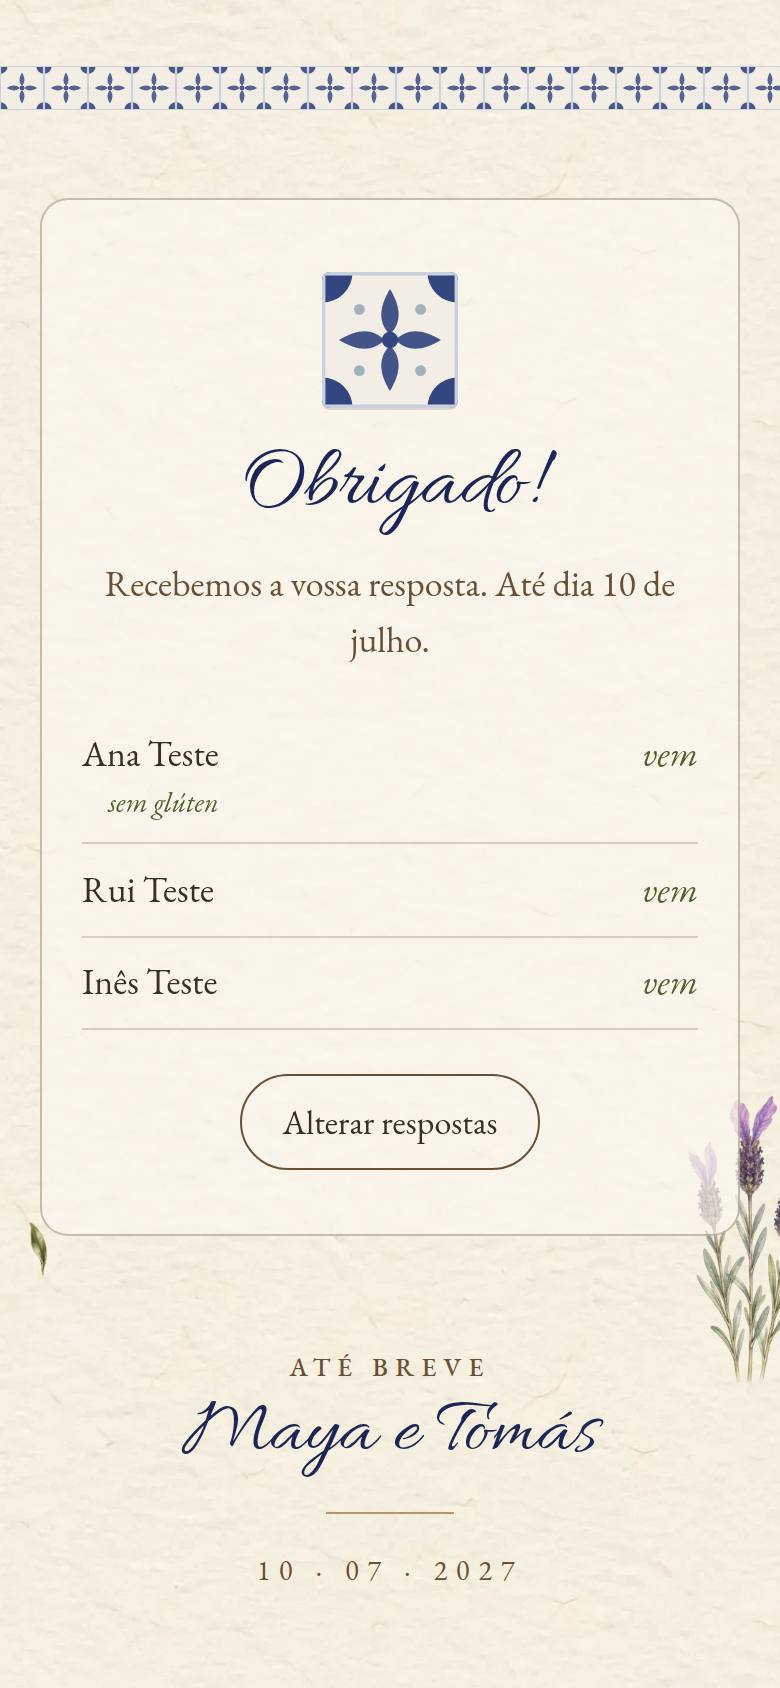 Obrigado!
Recebemos a vossa resposta. Até dia 10 de
julho.
Ana Teste vem
sem glúten
Rui Teste vem
Inês Teste vem
Alterar respostas
ATÉ BREVE
Maya e Tomás
10 · 07 · 2027